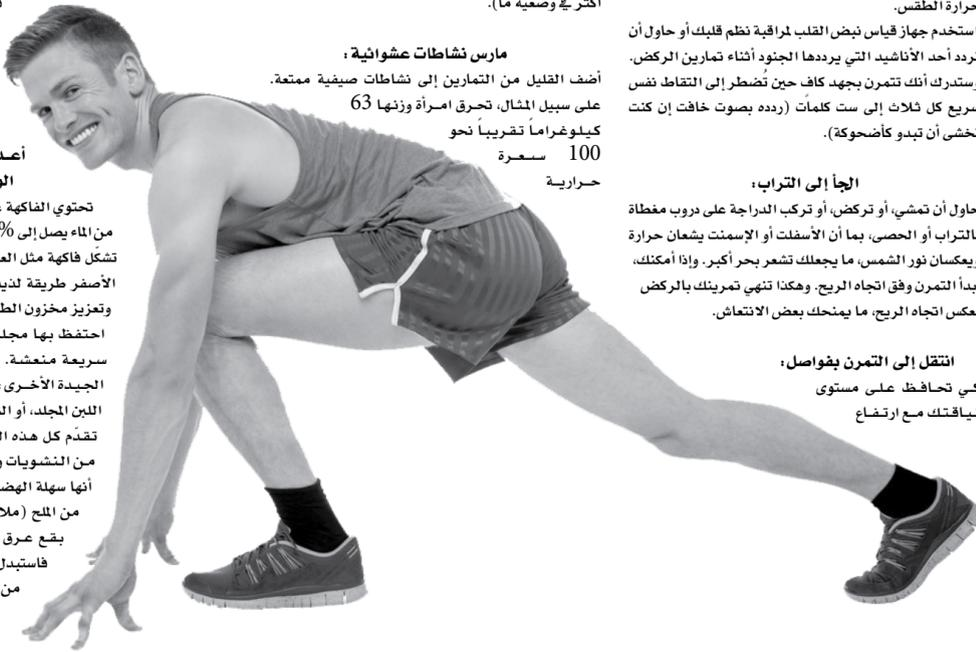 حرارة الطقس.
استخدم جهاز قياس نبض القلب لمراقبة نظم قلبك أو حاول أن
تردد أحد الأناشيد التي يرددها الجنود أثناء تمارين الركض.
وستدرك أنك تتمرن بجهد كاف حين تُضطر إلى التقاط نفس
سريع كل ثلاث إلى ست كلمات (ردده بصوت خافت إن كنت
تخشى أن تبدو كأضحوكة).
الجأ إلى التراب:
حاول أن تمشي، أو تركض، أو تركب الدراجة على دروب مغطاة
بالتراب أو الحصى، بما أن الأسفلت أو الإسمنت يشعان حرارة
ويعكسان نور الشمس، ما يجعلك تشعر بحر أكبر. وإذا أمكنك،
ابدأ التمرن وفق اتجاه الريح. وهكذا تنهي تمرينك بالركض
بعكس اتجاه الريح، ما يمنحك بعض الانتعاش.
انتقل إلى التمرن بفواصل:
كي تحافظ على مستوى
لياقتك مع ارتفاع
أكثر في وضعية ما).
مارس نشاطات عشوائية:
أضف القليل من التمارين إلى نشاطات صيفية ممتعة.
على سبيل المثال، تحرق امرأة وزنها 63
كيلوغراماً تقريباً نحو
100 سعرة
حرارية
تحتوي الفاكهة
من الماء يصل إلى %
تشكّل فاكهة مثل
الأصفر طريقة
وتعزيز مخزون
احتفظ بها
سريعة منعشة.
الجيدة الأخرى
اللبن المجلد، أو
تقدّم كل هذه
من النشويات
أنها سهلة
من الملح
بقع عرق
فاستبدل
من